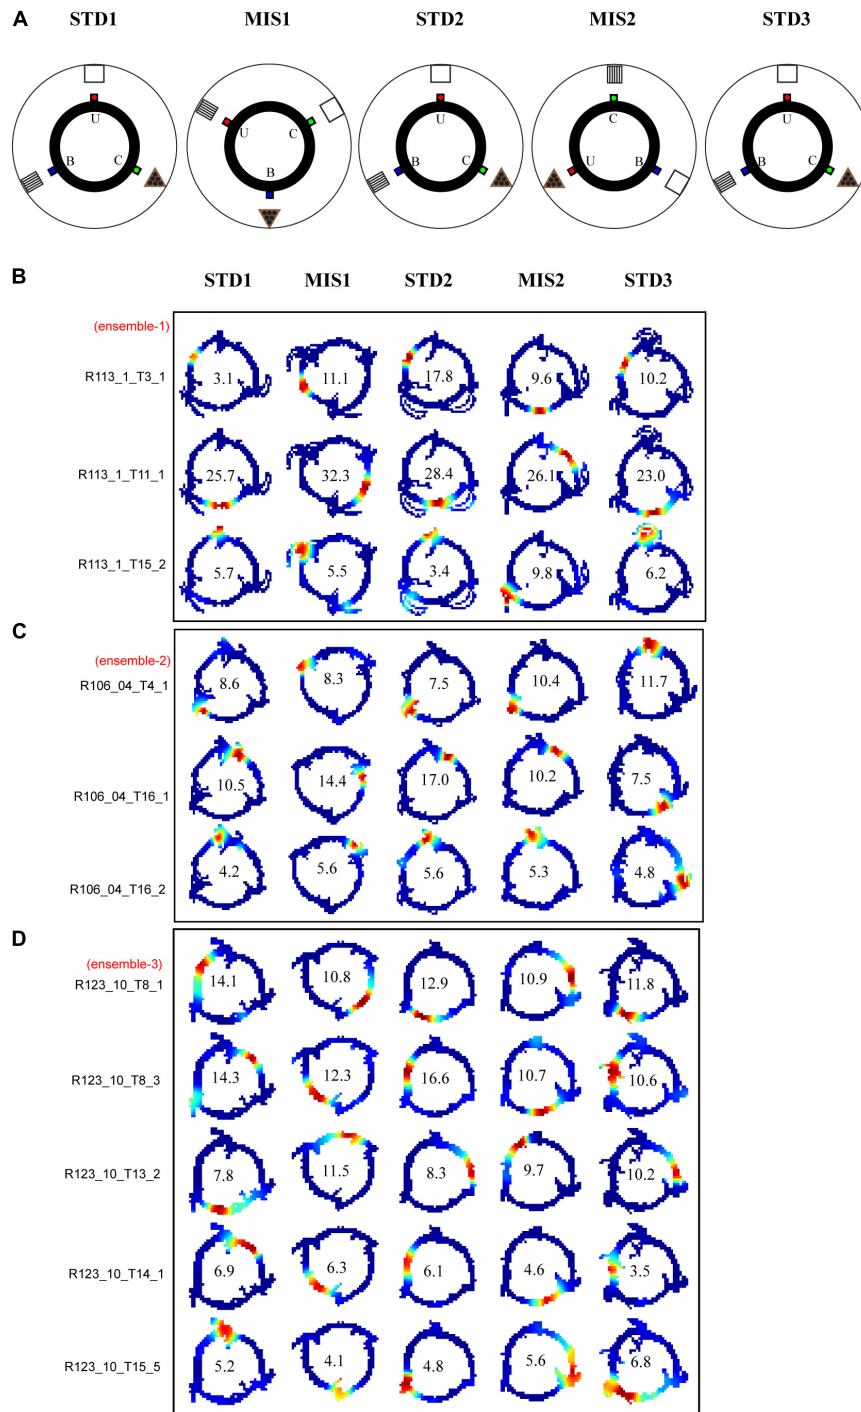 A
STD1 MIS1 STD2 MIS2 STD3
U B C
U C B
U B C
C U B
U B C
B
STD1 MIS1 STD2 MIS2 STD3
(ensemble-1)
R113_1_T3_1 3.1 11.1 17.8 9.6 10.2
R113_1_T11_1 25.7 32.3 28.4 26.1 23.0
R113_1_T15_2 5.7 5.5 3.4 9.8 6.2
C
(ensemble-2)
R106_04_T4_1 8.6 8.3 7.5 10.4 11.7
R106_04_T16_1 10.5 14.4 17.0 10.2 7.5
R106_04_T16_2 4.2 5.6 5.6 5.3 4.8
D
(ensemble-3)
R123_10_T8_1 14.1 10.8 12.9 10.9 11.8
R123_10_T8_3 14.3 12.3 16.6 10.7 10.6
R123_10_T13_2 7.8 11.5 8.3 9.7 10.2
R123_10_T14_1 6.9 6.3 6.1 4.6 3.5
R123_10_T15_5 5.2 4.1 4.8 5.6 6.8